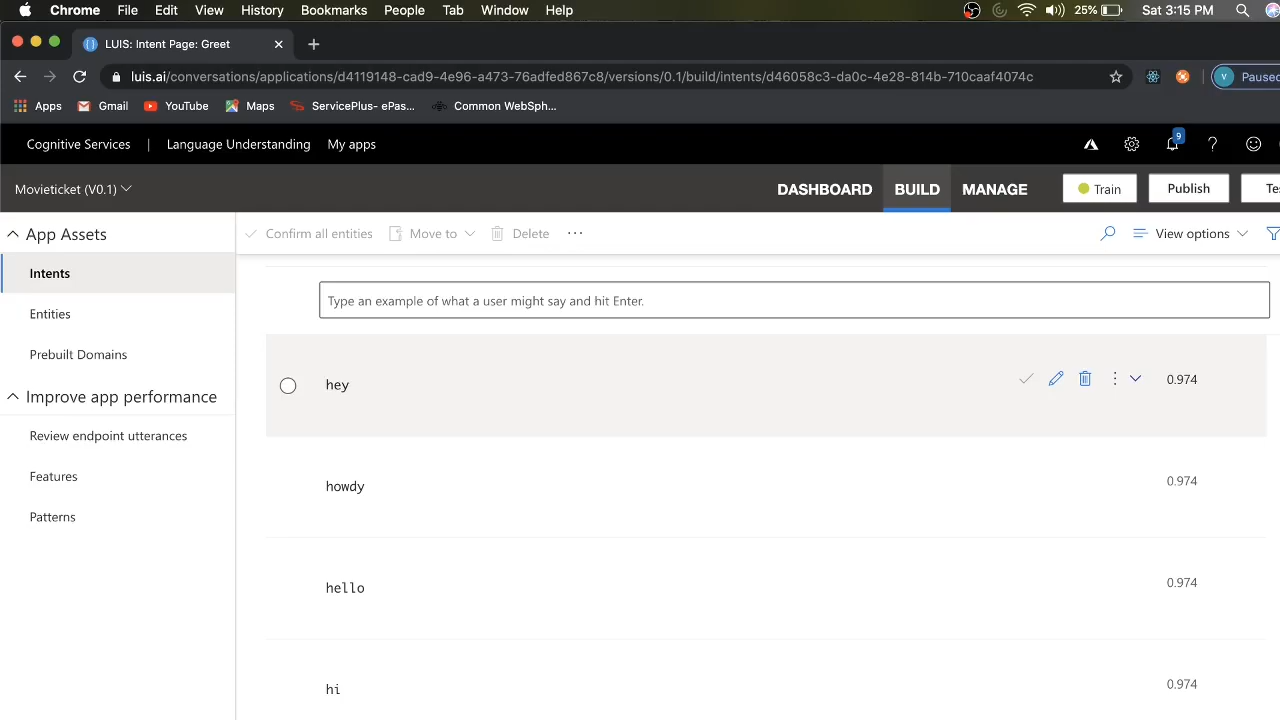 Chrome File Edit View History Bookmarks People Tab Window Help 25% Sat 3:15 PM
LUIS: Intent Page: Greet
luis.ai/conversations/applications/d4119148-cad9-4e96-a473-76adfed867c8/versions/0.1/build/intents/d46058c3-da0c-4e28-814b-710caaf4074c V Paused
Apps Gmail YouTube Maps ServicePlus- ePas... Common WebSph...
Cognitive Services | Language Understanding My apps 9
Movieticket (V0.1) DASHBOARD BUILD MANAGE Train Publish Te
App Assets Confirm all entities Move to Delete ... View options
Intents
Entities
Prebuilt Domains
Improve app performance
Review endpoint utterances
Features
Patterns
Type an example of what a user might say and hit Enter.
hey 0.974
howdy 0.974
hello 0.974
hi 0.974